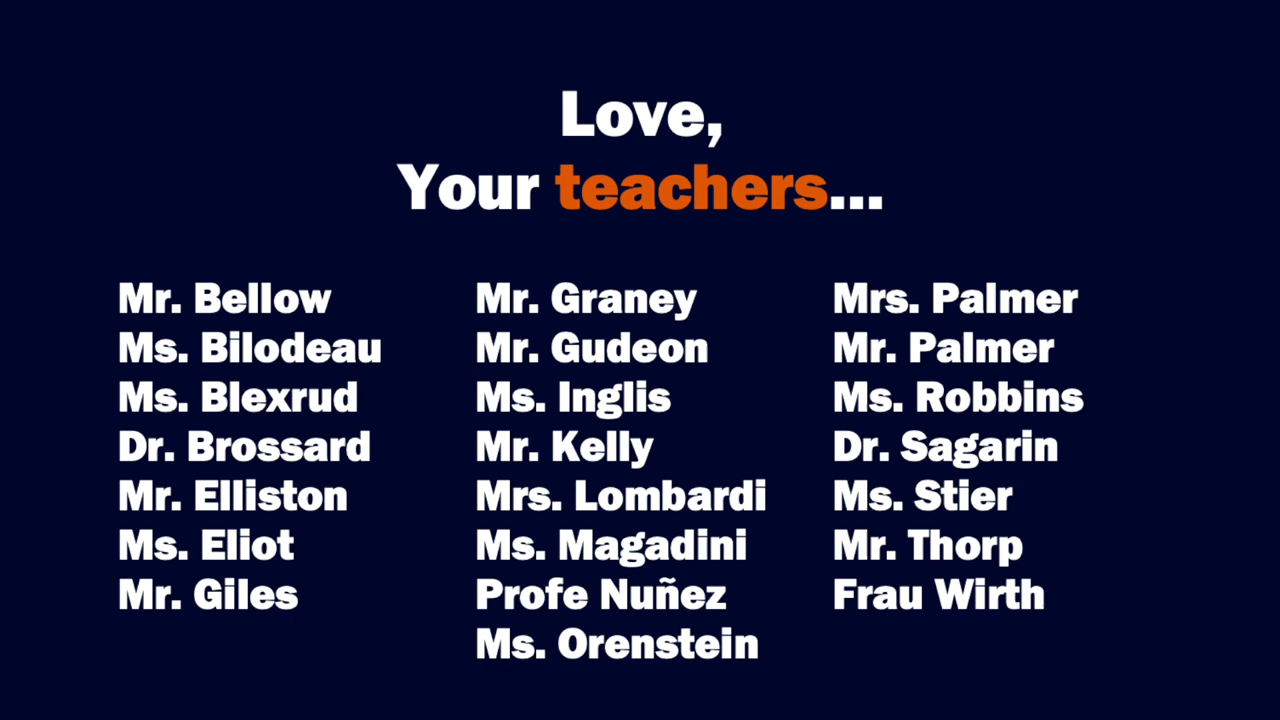 Love,
Your teachers...
Mr. Bellow
Ms. Bilodeau
Ms. Blexrud
Dr. Brossard
Mr. Elliston
Ms. Eliot
Mr. Giles
Mr. Graney
Mr. Gudeon
Ms. Inglis
Mr. Kelly
Mrs. Lombardi
Ms. Magadini
Profe Nuñez
Ms. Orenstein
Mrs. Palmer
Mr. Palmer
Ms. Robbins
Dr. Sagarin
Ms. Stier
Mr. Thorp
Frau Wirth